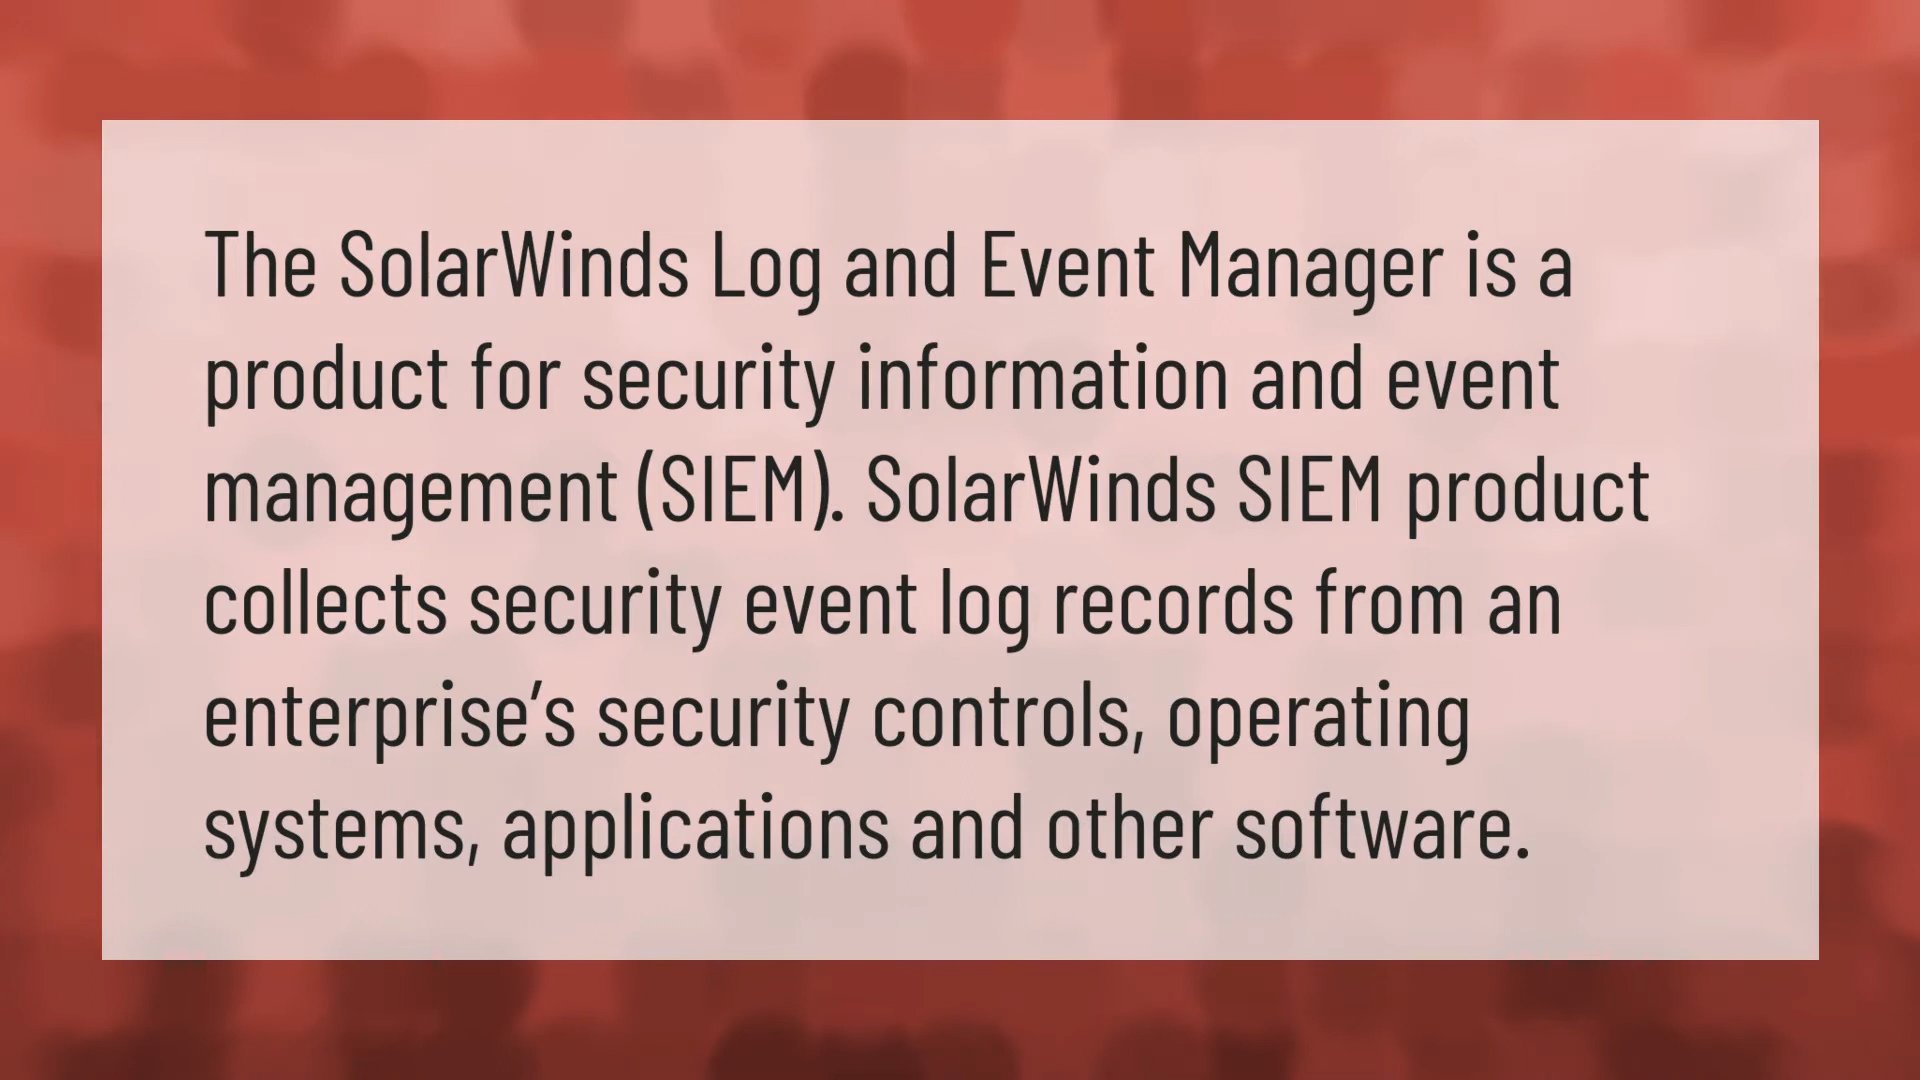 The SolarWinds Log and Event Manager is a
product for security information and event
management (SIEM). SolarWinds SIEM product
collects security event log records from an
enterprise’s security controls, operating
systems, applications and other software.